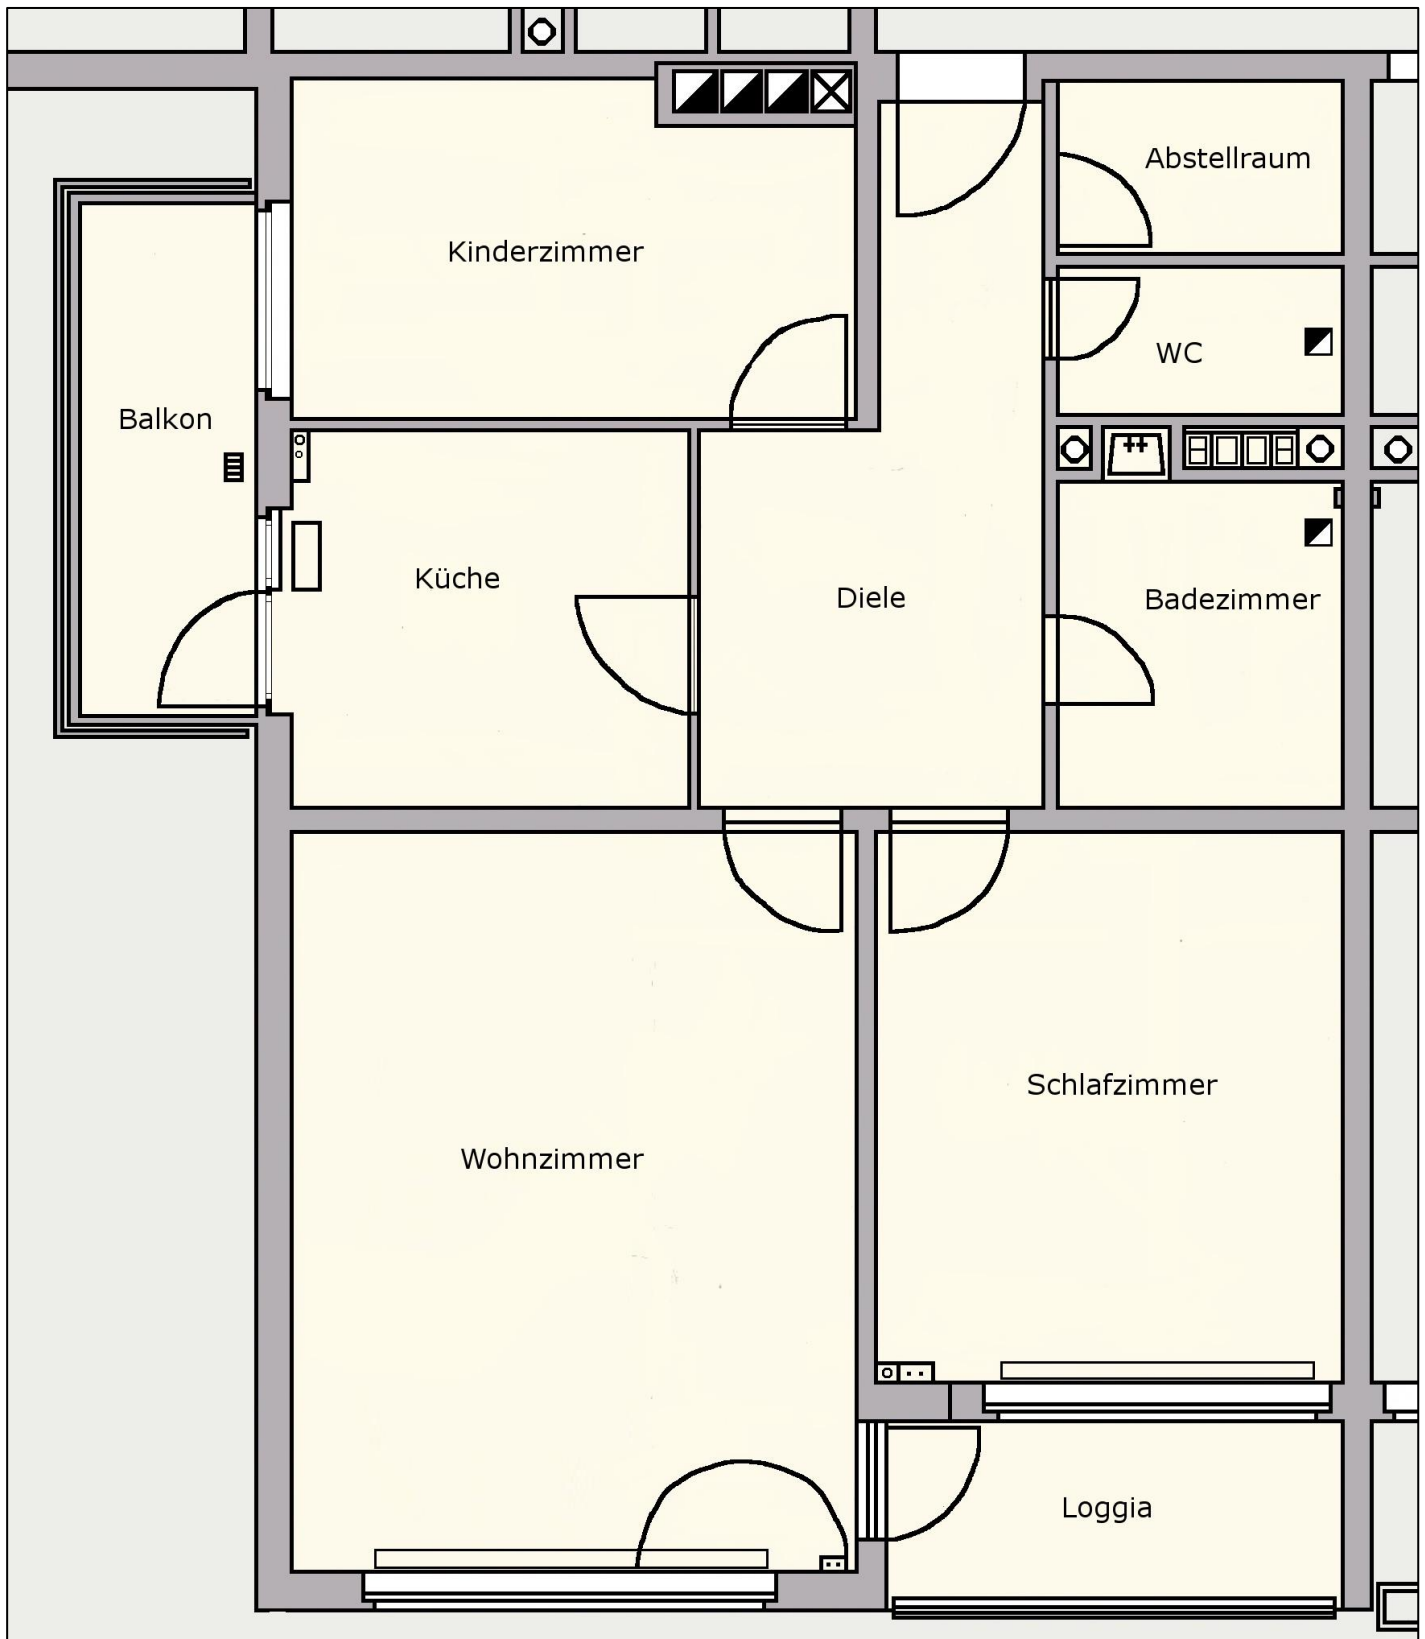 Abstellraum
Kinderzimmer
WC
Balkon
Küche
Diele
Badezimmer
Schlafzimmer
Wohnzimmer
Loggia